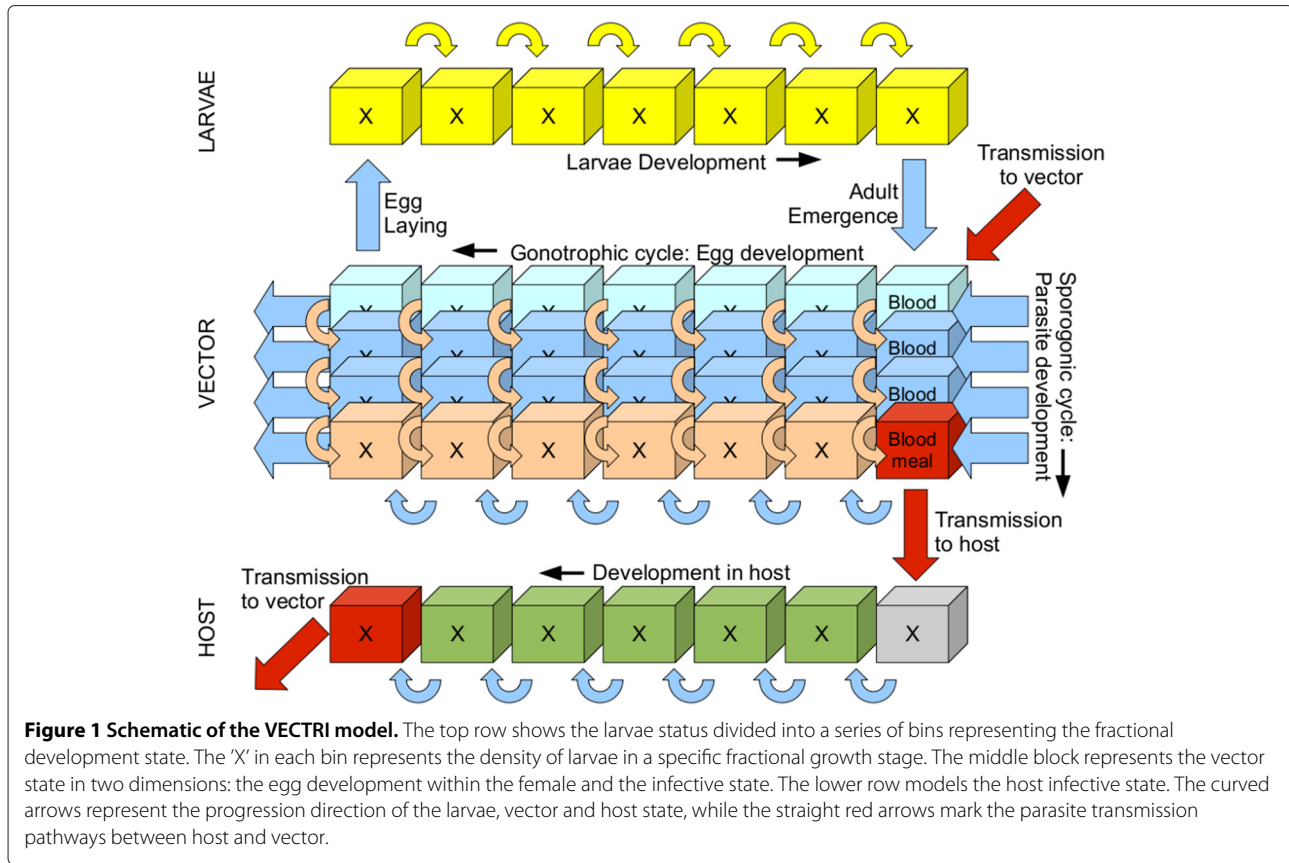 LARVAE
X X X X X X X
Larvae Development
Transmission
to vector
Egg
Laying
Adult
Emergence
Gonotrophic cycle: Egg development
VECTOR
Blood
Blood
Blood
X X X X X X Blood
meal
Sporogonic cycle:
Parasite development
Transmission
to host
Transmission
to vector
Development in host
HOST
X X X X X X X
Figure 1 Schematic of the VECTRI model. The top row shows the larvae status divided into a series of bins representing the fractional
development state. The 'X' in each bin represents the density of larvae in a specific fractional growth stage. The middle block represents the vector
state in two dimensions: the egg development within the female and the infective state. The lower row models the host infective state. The curved
arrows represent the progression direction of the larvae, vector and host state, while the straight red arrows mark the parasite transmission
pathways between host and vector.